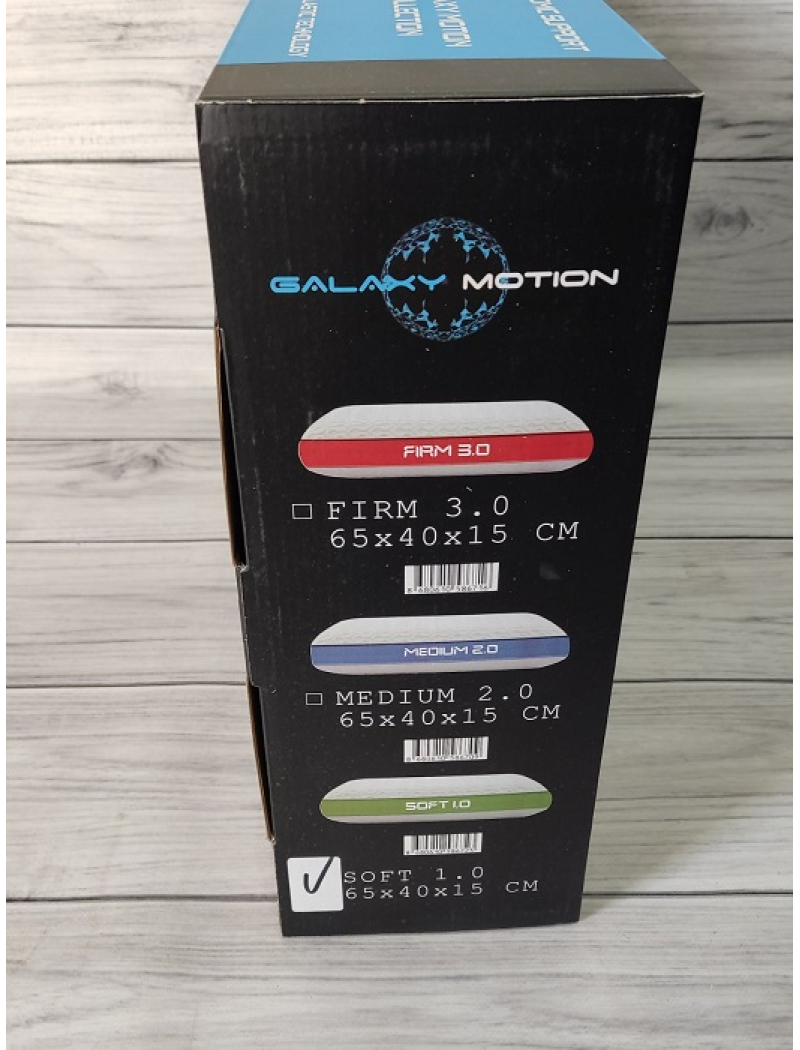 GALAXY MOTION
FIRM 3.0
FIRM 3.0
65x40x15 CM
MEDIUM 2.0
MEDIUM 2.0
65x40x15 CM
SOFT 1.0
SOFT 1.0
65x40x15 CM